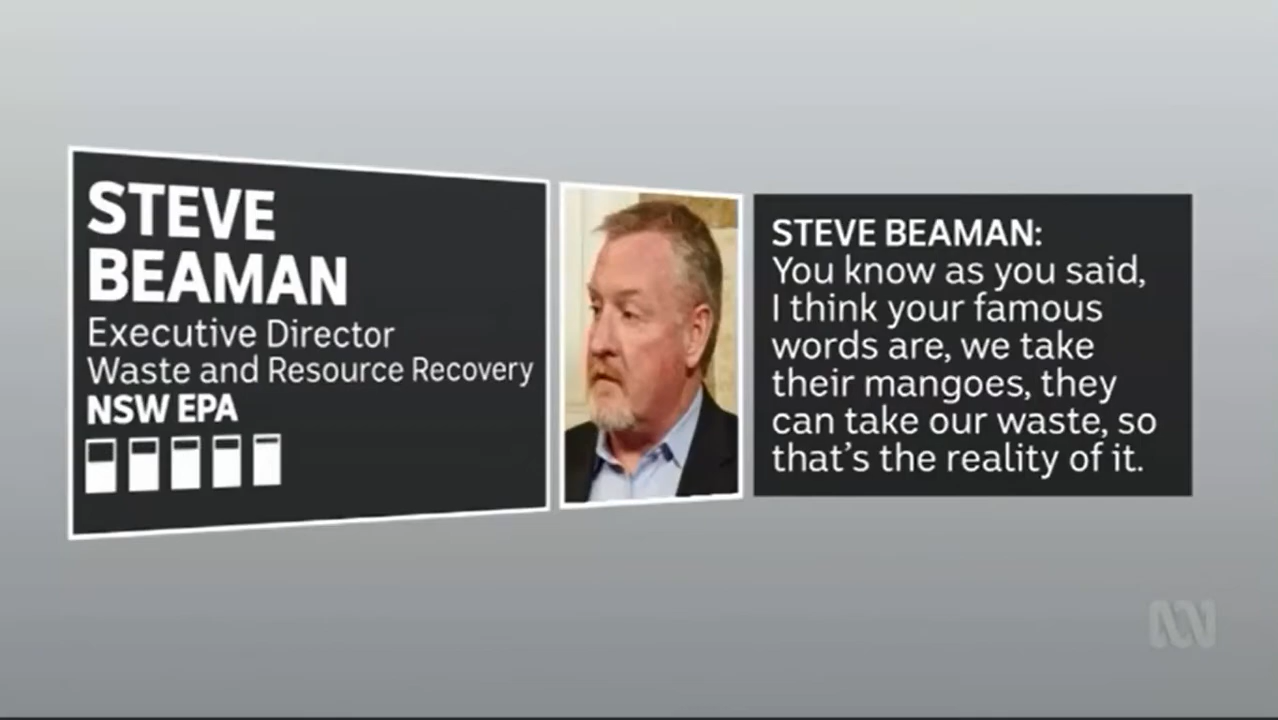 STEVE
BEAMAN
Executive Director
Waste and Resource Recovery
NSW EPA
STEVE BEAMAN:
You know as you said,
I think your famous
words are, we take
their mangoes, they
can take our waste, so
that's the reality of it.